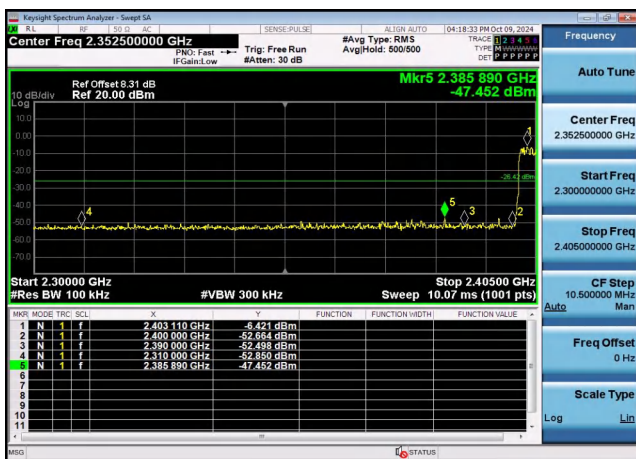 Keysight Spectrum Analyzer - Swept SA
RL RF 50 Ω AC SENSE:PULSE ALIGN AUTO 04:18:33 PM Oct 09, 2024
Center Freq 2.352500000 GHz
PNO: Fast
IFGain:Low
Trig: Free Run
#Atten: 30 dB
#Avg Type: RMS
Avg|Hold: 500/500
TRACE 1 2 3 4 5 6
TYPE M
DET P P P P P P
Frequency
Auto Tune
Center Freq
2.352500000 GHz
Start Freq
2.300000000 GHz
Stop Freq
2.405000000 GHz
CF Step
10.500000 MHz
Auto Man
Freq Offset
0 Hz
Scale Type
Log Lin
Mkr5 2.385 890 GHz
-47.452 dBm
Ref Offset 8.31 dB
10 dB/div Ref 20.00 dBm
Log
10.0
0.00
-10.0
-20.0
-30.0
-40.0
-50.0
-60.0
-70.0
1
-26.42 dBm
4
5
3
2
Start 2.30000 GHz Stop 2.40500 GHz
#Res BW 100 kHz #VBW 300 kHz Sweep 10.07 ms (1001 pts)
MKR MODE TRC SCL X Y FUNCTION FUNCTION WIDTH FUNCTION VALUE
1 N 1 f 2.403 110 GHz -6.421 dBm
2 N 1 f 2.400 000 GHz -52.664 dBm
3 N 1 f 2.390 000 GHz -52.498 dBm
4 N 1 f 2.310 000 GHz -52.850 dBm
5 N 1 f 2.385 890 GHz -47.452 dBm
6
7
8
9
10
11
MSG STATUS